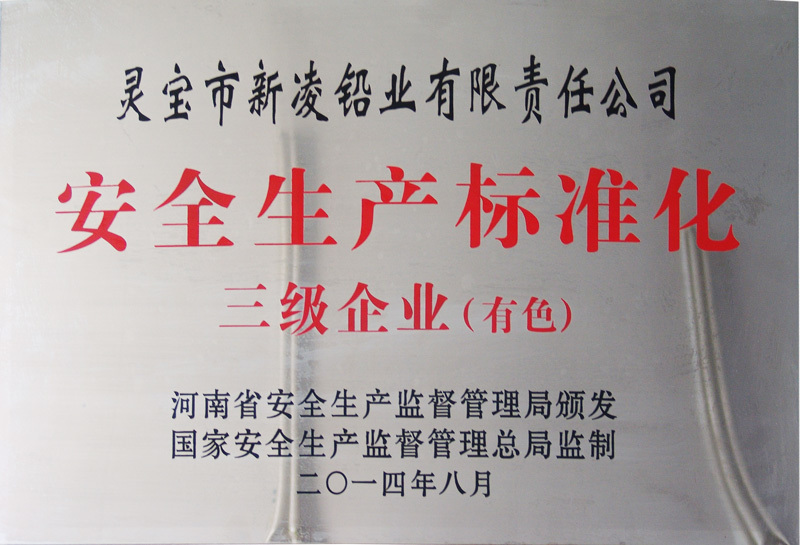 灵宝市新凌铅业有限责任公司
安全生产标准化
三级企业(有色)
河南省安全生产监督管理局颁发
国家安全生产监督管理总局监制
二〇一四年八月